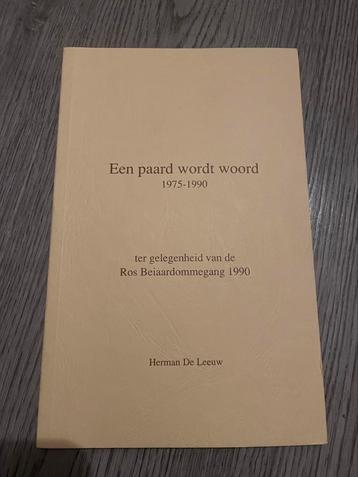 Een paard wordt woord
1975-1990
ter gelegenheid van de
Ros Beiaardommegang 1990
Herman De Leeuw